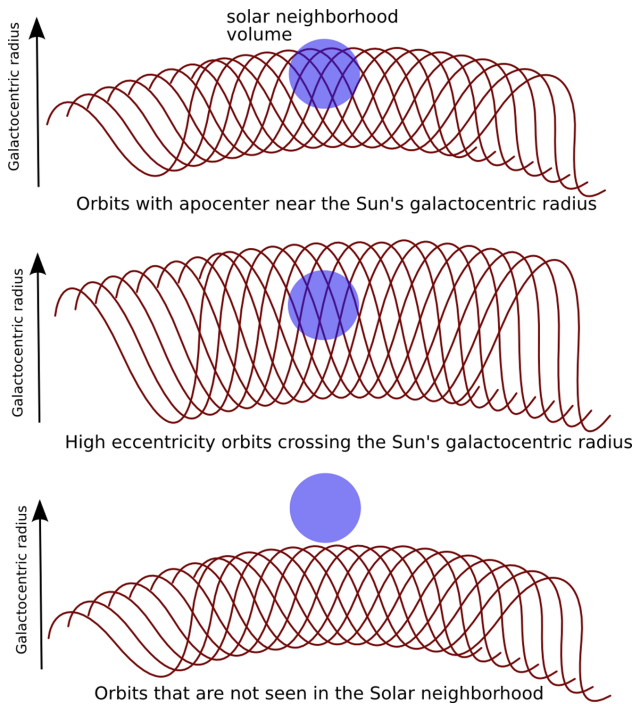 solar neighborhood
volume
Galactocentric radius
Orbits with apocenter near the Sun's galactocentric radius
Galactocentric radius
High eccentricity orbits crossing the Sun's galactocentric radius
Galactocentric radius
Orbits that are not seen in the Solar neighborhood